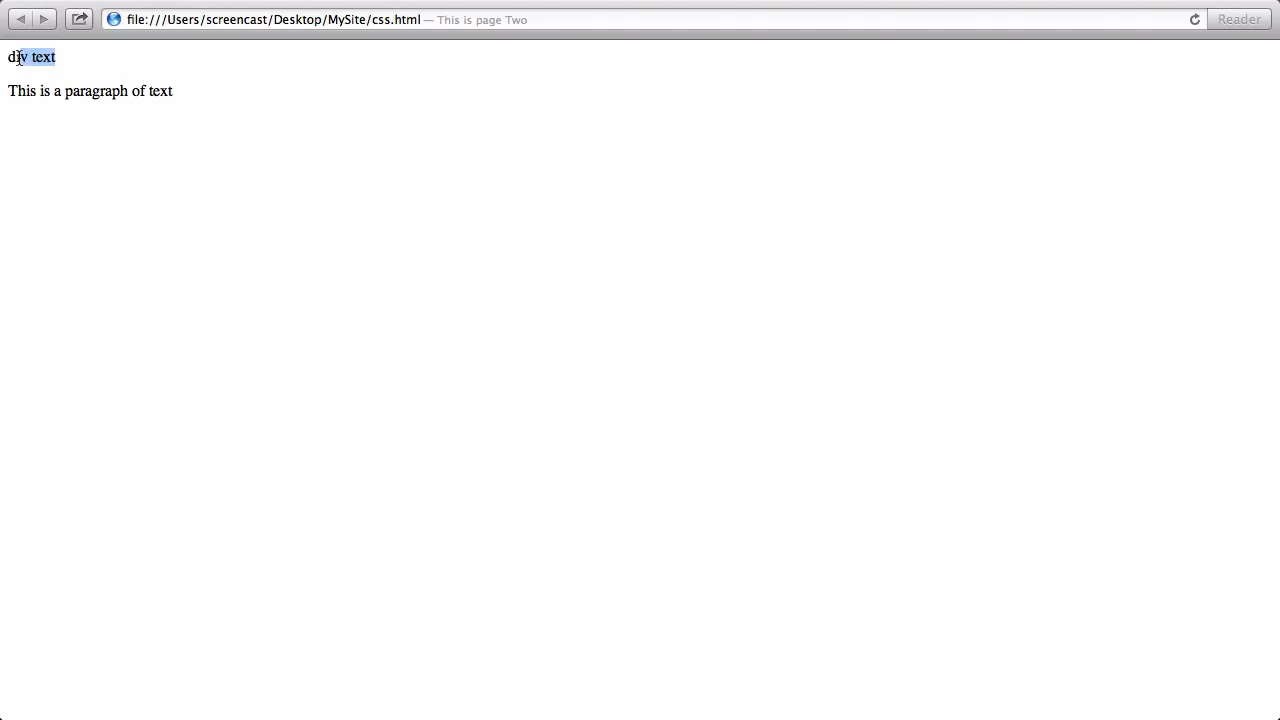 file:///Users/screencast/Desktop/MySite/css.html — This is page Two
Reader
div text
This is a paragraph of text